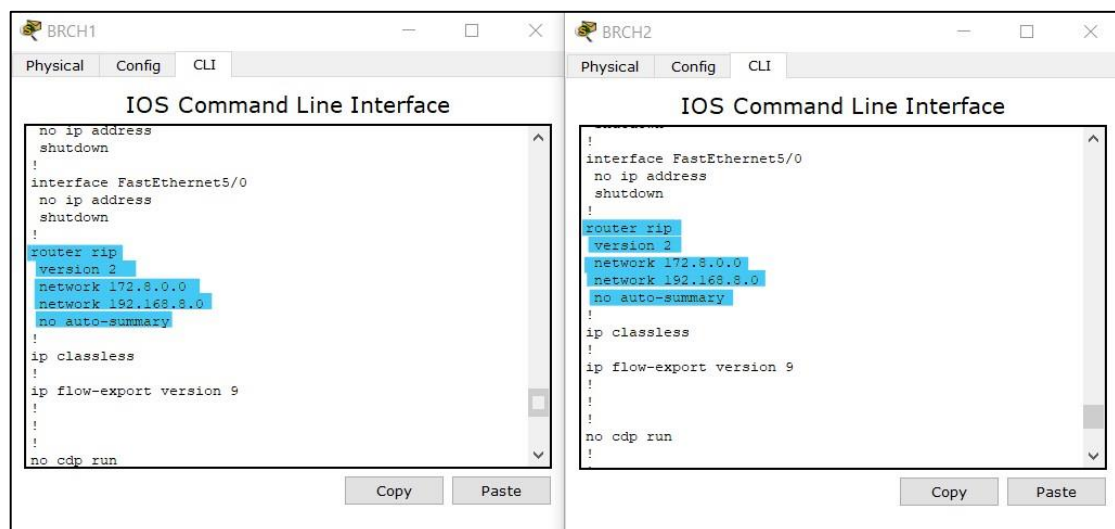 BRCH1
Physical Config CLI
IOS Command Line Interface
no ip address
shutdown
!
interface FastEthernet5/0
no ip address
shutdown
!
router rip
version 2
network 172.8.0.0
network 192.168.8.0
no auto-summary
!
ip classless
!
ip flow-export version 9
!
!
!
no cdp run
Copy Paste
BRCH2
Physical Config CLI
IOS Command Line Interface
!
interface FastEthernet5/0
no ip address
shutdown
!
router rip
version 2
network 172.8.0.0
network 192.168.8.0
no auto-summary
!
ip classless
!
ip flow-export version 9
!
!
!
no cdp run
!
Copy Paste